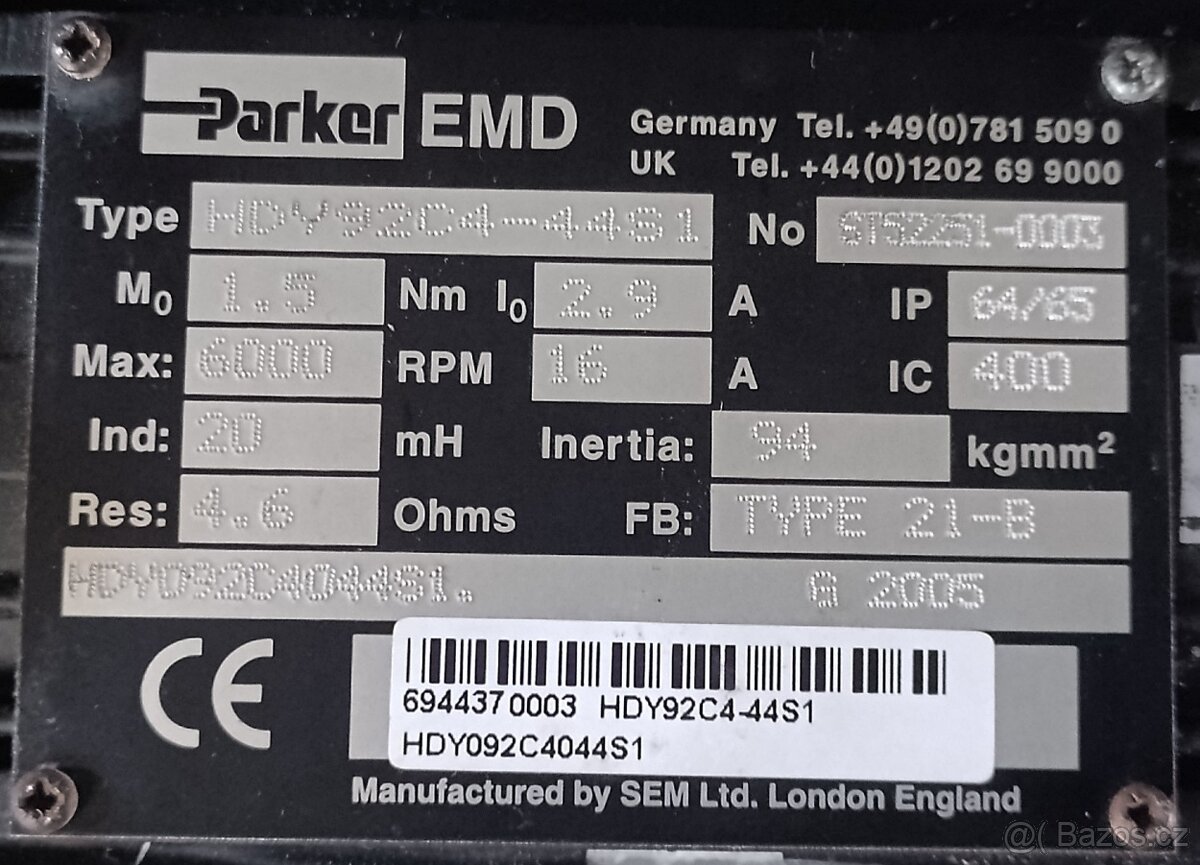 Parker EMD
Germany Tel. +49(0)781 509 0
UK Tel. +44(0)1202 69 9000
Type HDY92C4-44S1 No ST52251-0003
M0 1.5 Nm I0 2.9 A IP 64/65
Max: 6000 RPM 16 A IC 400
Ind: 20 mH Inertia: 94 kgmm²
Res: 4.6 Ohms FB: TYPE 21-B
HDY092C4044S1. G 2005
CE
6944370003 HDY92C4-44S1
HDY092C4044S1
Manufactured by SEM Ltd. London England
@( Bazos.cz